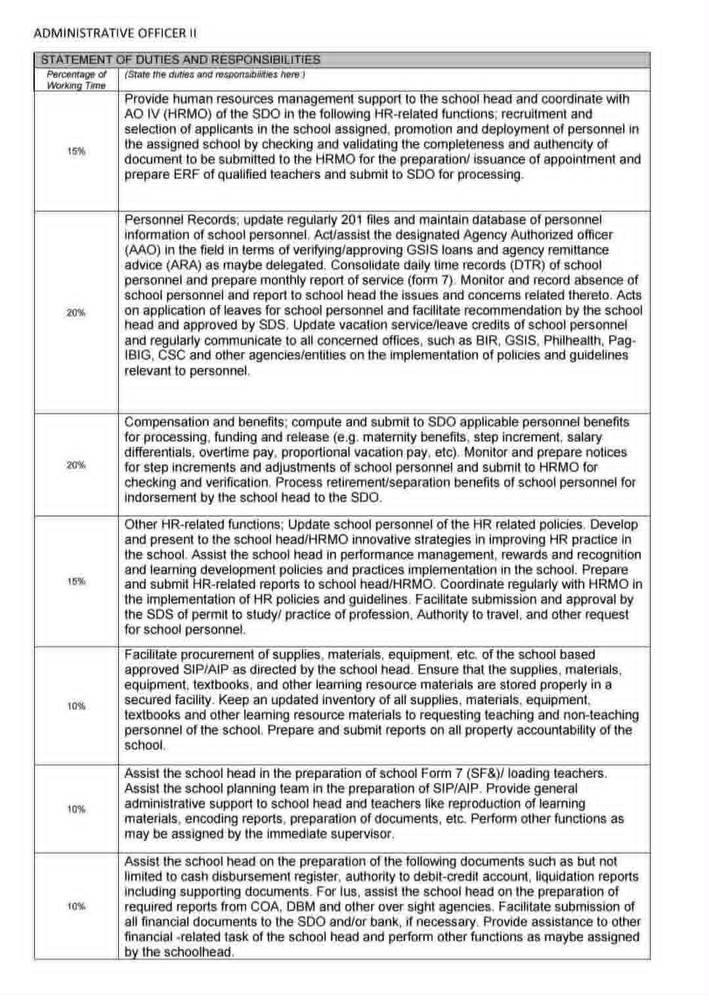 ADMINISTRATIVE OFFICER II
STATEMENT OF DUTIES AND RESPONSIBILITIES
Percentage of
Working Time
(State the duties and responsibilities here:)
15%
Provide human resources management support to the school head and coordinate with
AO IV (HRMO) of the SDO in the following HR-related functions; recruitment and
selection of applicants in the school assigned, promotion and deployment of personnel in
the assigned school by checking and validating the completeness and authencity of
document to be submitted to the HRMO for the preparation/ issuance of appointment and
prepare ERF of qualified teachers and submit to SDO for processing.
20%
Personnel Records; update regularly 201 files and maintain database of personnel
information of school personnel. Act/assist the designated Agency Authorized officer
(AAO) in the field in terms of verifying/approving GSIS loans and agency remittance
advice (ARA) as maybe delegated. Consolidate daily time records (DTR) of school
personnel and prepare monthly report of service (form 7). Monitor and record absence of
school personnel and report to school head the issues and concerns related thereto. Acts
on application of leaves for school personnel and facilitate recommendation by the school
head and approved by SDS. Update vacation service/leave credits of school personnel
and regularly communicate to all concerned offices, such as BIR, GSIS, Philhealth, Pag-
IBIG, CSC and other agencies/entities on the implementation of policies and guidelines
relevant to personnel.
20%
Compensation and benefits; compute and submit to SDO applicable personnel benefits
for processing, funding and release (e.g. maternity benefits, step increment, salary
differentials, overtime pay, proportional vacation pay, etc). Monitor and prepare notices
for step increments and adjustments of school personnel and submit to HRMO for
checking and verification. Process retirement/separation benefits of school personnel for
indorsement by the school head to the SDO.
15%
Other HR-related functions; Update school personnel of the HR related policies. Develop
and present to the school head/HRMO innovative strategies in improving HR practice in
the school. Assist the school head in performance management, rewards and recognition
and learning development policies and practices implementation in the school. Prepare
and submit HR-related reports to school head/HRMO. Coordinate regularly with HRMO in
the implementation of HR policies and guidelines. Facilitate submission and approval by
the SDS of permit to study/ practice of profession, Authority to travel, and other request
for school personnel.
10%
Facilitate procurement of supplies, materials, equipment, etc. of the school based
approved SIP/AIP as directed by the school head. Ensure that the supplies, materials,
equipment, textbooks, and other learning resource materials are stored properly in a
secured facility. Keep an updated inventory of all supplies, materials, equipment,
textbooks and other learning resource materials to requesting teaching and non-teaching
personnel of the school. Prepare and submit reports on all property accountability of the
school.
10%
Assist the school head in the preparation of school Form 7 (SF&)/ loading teachers.
Assist the school planning team in the preparation of SIP/AIP. Provide general
administrative support to school head and teachers like reproduction of learning
materials, encoding reports, preparation of documents, etc. Perform other functions as
may be assigned by the immediate supervisor.
10%
Assist the school head on the preparation of the following documents such as but not
limited to cash disbursement register, authority to debit-credit account, liquidation reports
including supporting documents. For Ius, assist the school head on the preparation of
required reports from COA, DBM and other over sight agencies. Facilitate submission of
all financial documents to the SDO and/or bank, if necessary. Provide assistance to other
financial -related task of the school head and perform other functions as maybe assigned
by the schoolhead.